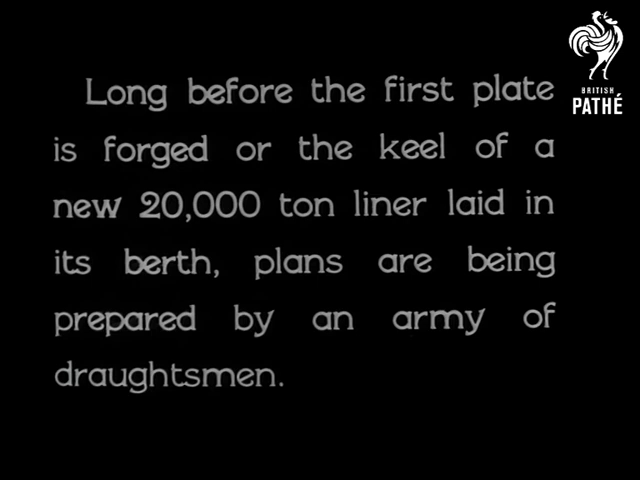 BRITISH
PATHÉ
Long before the first plate
is forged or the keel of a
new 20,000 ton liner laid in
its berth, plans are being
prepared by an army of
draughtsmen.